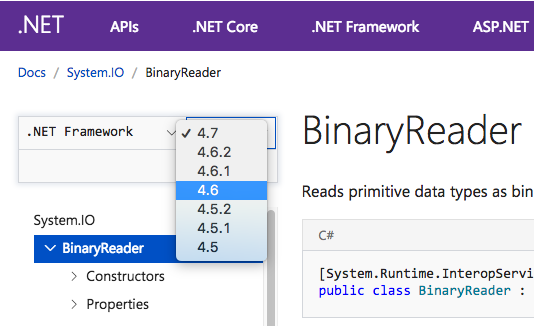 .NET APIs .NET Core .NET Framework ASP.NET
Docs / System.IO / BinaryReader
.NET Framework
✓ 4.7
4.6.2
4.6.1
4.6
4.5.2
4.5.1
4.5
System.IO
BinaryReader
Constructors
Properties
BinaryReader
Reads primitive data types as bin
C#
[System.Runtime.InteropServi
public class BinaryReader :